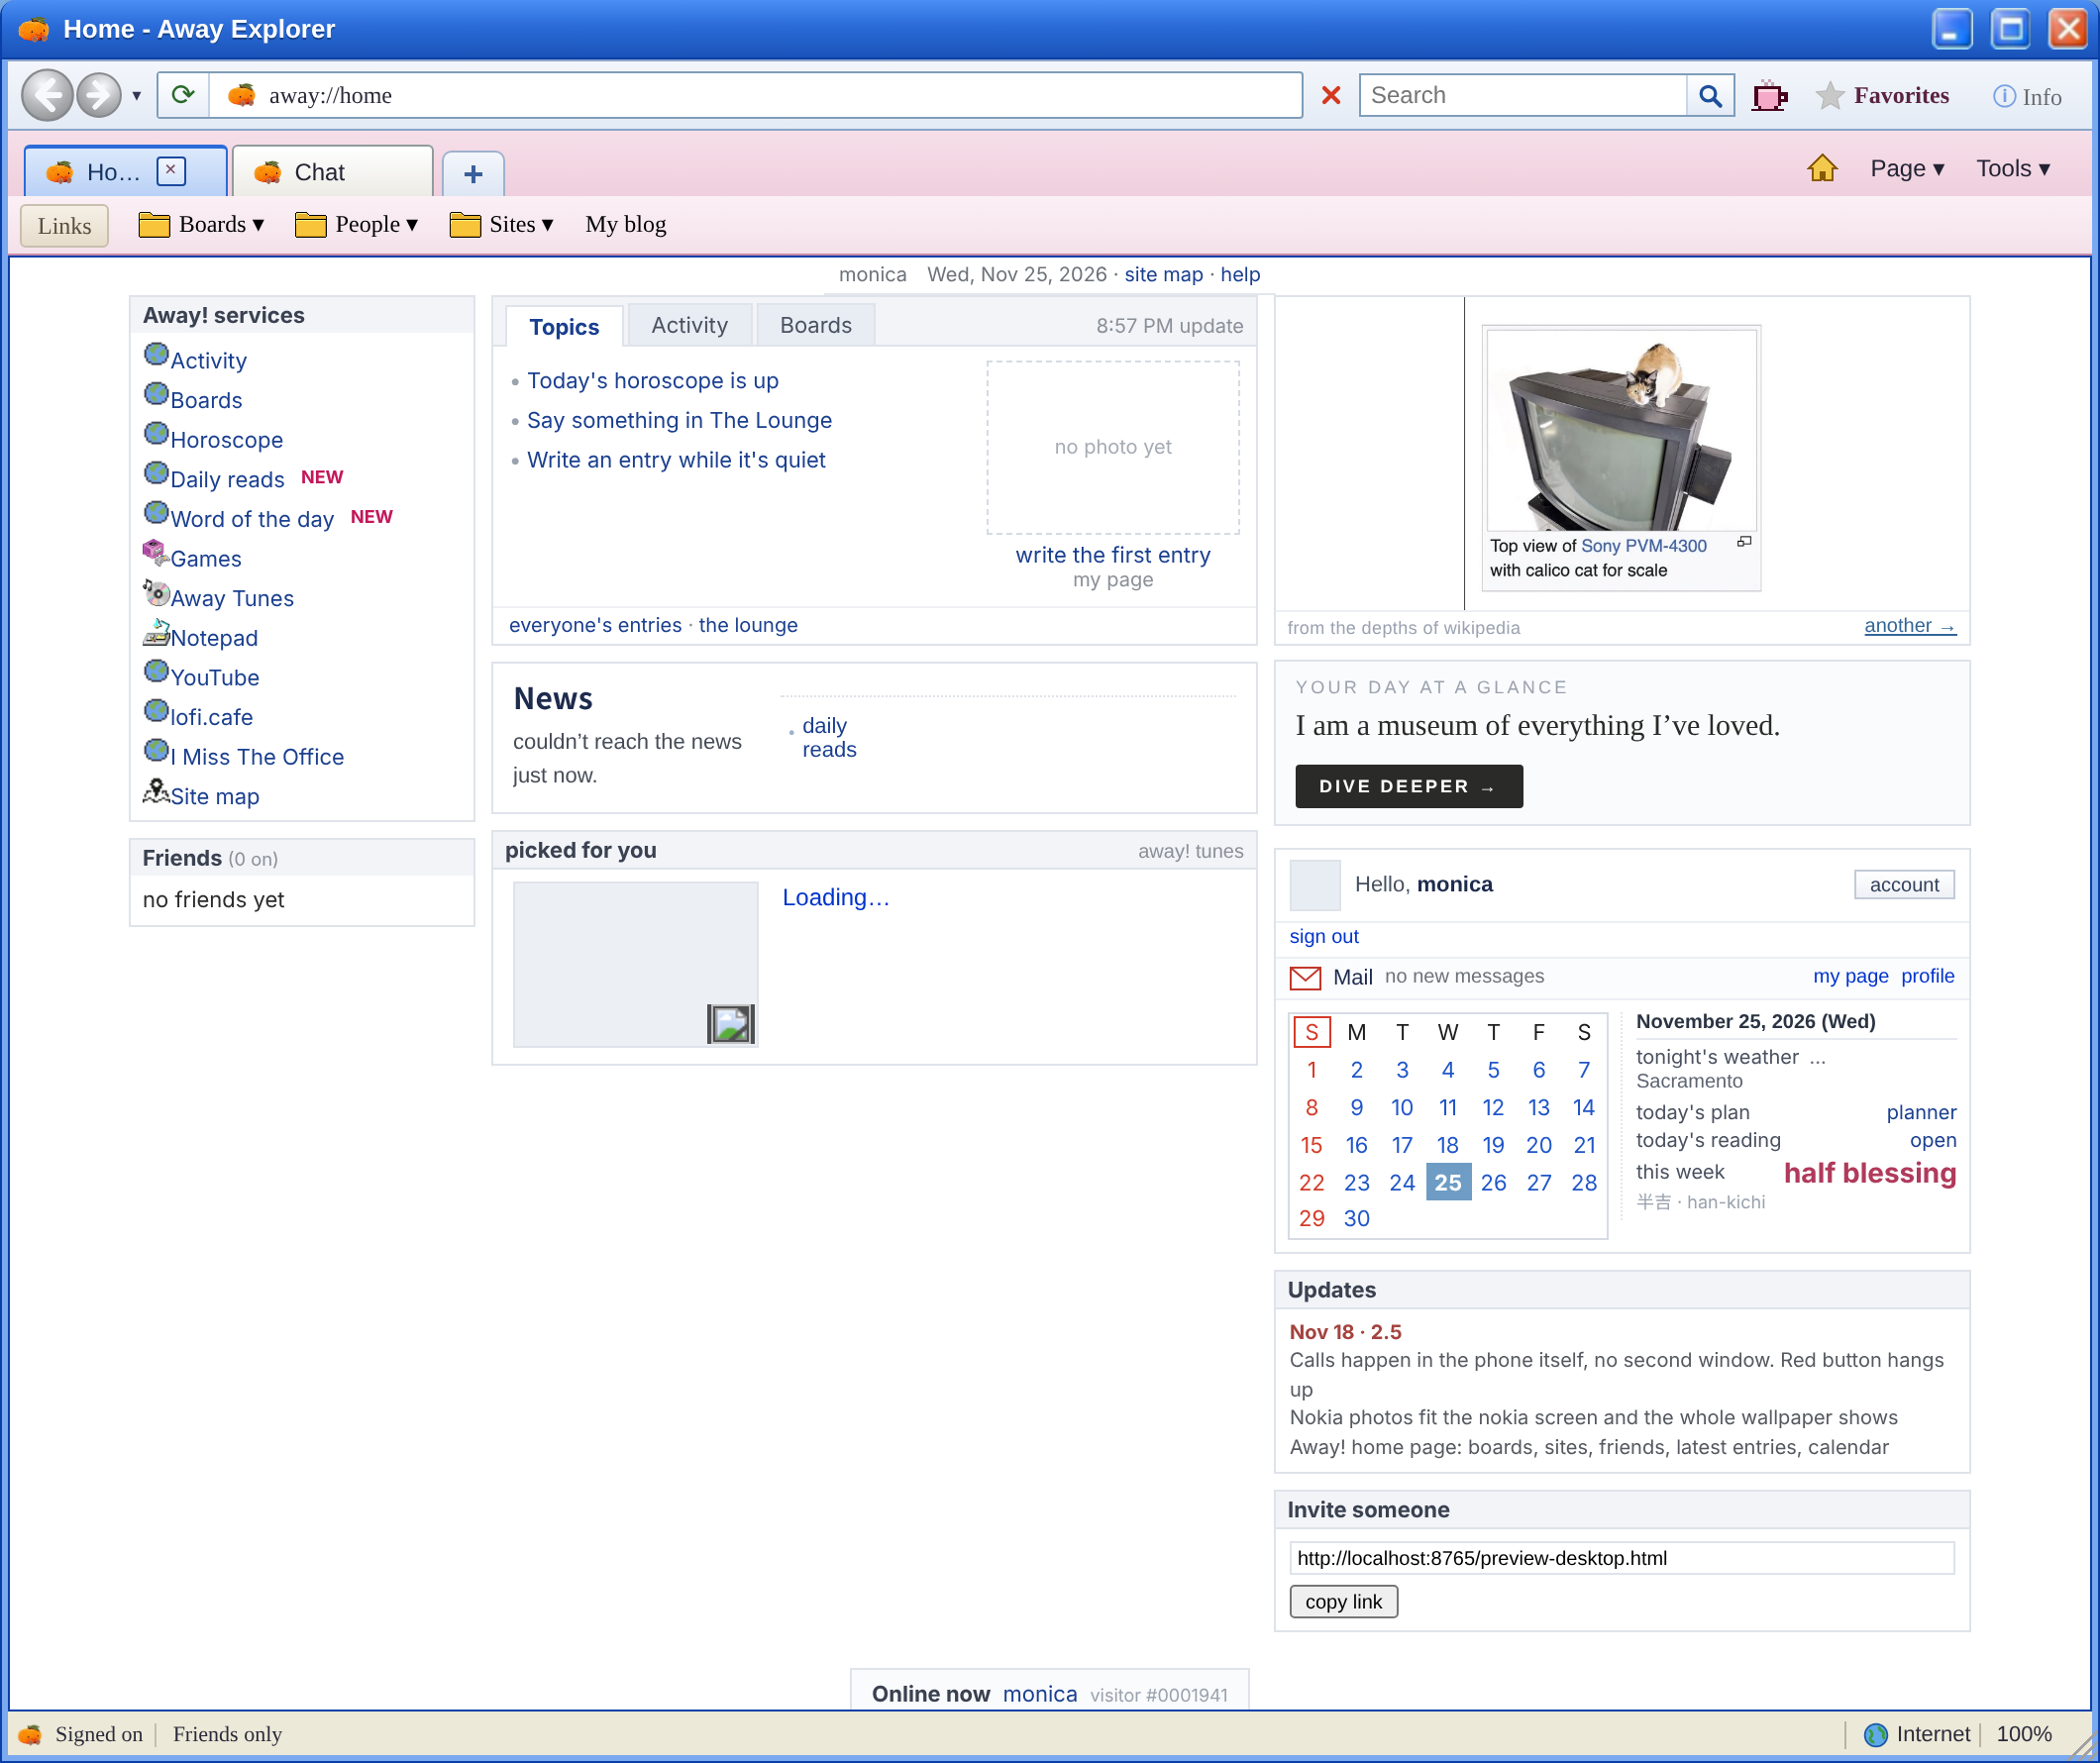 Home - Away Explorer
away://home
Search
Favorites
Info
Ho...
Chat
Page ▾
Tools ▾
Links
Boards ▾
People ▾
Sites ▾
My blog
monica Wed, Nov 25, 2026 · site map · help
Away! services
Activity
Boards
Horoscope
Daily reads NEW
Word of the day NEW
Games
Away Tunes
Notepad
YouTube
lofi.cafe
I Miss The Office
Site map
Friends (0 on)
no friends yet
Topics
Activity
Boards
8:57 PM update
• Today's horoscope is up
• Say something in The Lounge
• Write an entry while it's quiet
no photo yet
write the first entry
my page
everyone's entries · the lounge
News
couldn’t reach the news
just now.
daily
reads
picked for you
away! tunes
Loading...
Top view of Sony PVM-4300
with calico cat for scale
from the depths of wikipedia
another →
YOUR DAY AT A GLANCE
I am a museum of everything I’ve loved.
DIVE DEEPER →
Hello, monica
account
sign out
Mail no new messages
my page profile
S M T W T F S
1 2 3 4 5 6 7
8 9 10 11 12 13 14
15 16 17 18 19 20 21
22 23 24 25 26 27 28
29 30
November 25, 2026 (Wed)
tonight's weather ...
Sacramento
today's plan planner
today's reading open
this week half blessing
半吉 · han-kichi
Updates
Nov 18 · 2.5
Calls happen in the phone itself, no second window. Red button hangs
up
Nokia photos fit the nokia screen and the whole wallpaper shows
Away! home page: boards, sites, friends, latest entries, calendar
Invite someone
http://localhost:8765/preview-desktop.html
copy link
Online now monica visitor #0001941
Signed on
Friends only
Internet
100%